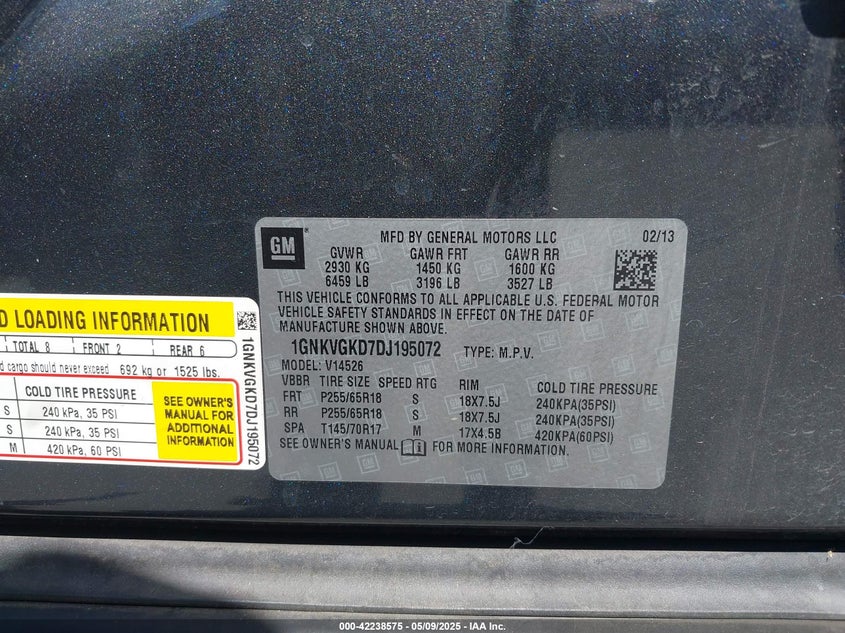 GM
MFD BY GENERAL MOTORS LLC 02/13
GVWR GAWR FRT GAWR RR
2930 KG 1450 KG 1600 KG
6459 LB 3196 LB 3527 LB
THIS VEHICLE CONFORMS TO ALL APPLICABLE U.S. FEDERAL MOTOR
VEHICLE SAFETY STANDARDS IN EFFECT ON THE DATE OF
MANUFACTURE SHOWN ABOVE.
1GNKVGKD7DJ195072 TYPE: M.P.V.
MODEL: V14526
VBBR TIRE SIZE SPEED RTG RIM COLD TIRE PRESSURE
FRT P255/65R18 S 18X7.5J 240KPA(35PSI)
RR P255/65R18 S 18X7.5J 240KPA(35PSI)
SPA T145/70R17 M 17X4.5B 420KPA(60PSI)
SEE OWNER'S MANUAL FOR MORE INFORMATION.
D LOADING INFORMATION
TOTAL 8 FRONT 2 REAR 6
d cargo should never exceed 692 kg or 1525 lbs.
COLD TIRE PRESSURE
S 240 kPa, 35 PSI
S 240 kPa, 35 PSI
M 420 kPa, 60 PSI
SEE OWNER'S
MANUAL FOR
ADDITIONAL
INFORMATION
1GNKVGKD7DJ195072
000-42238575 - 05/09/2025 - IAA Inc.